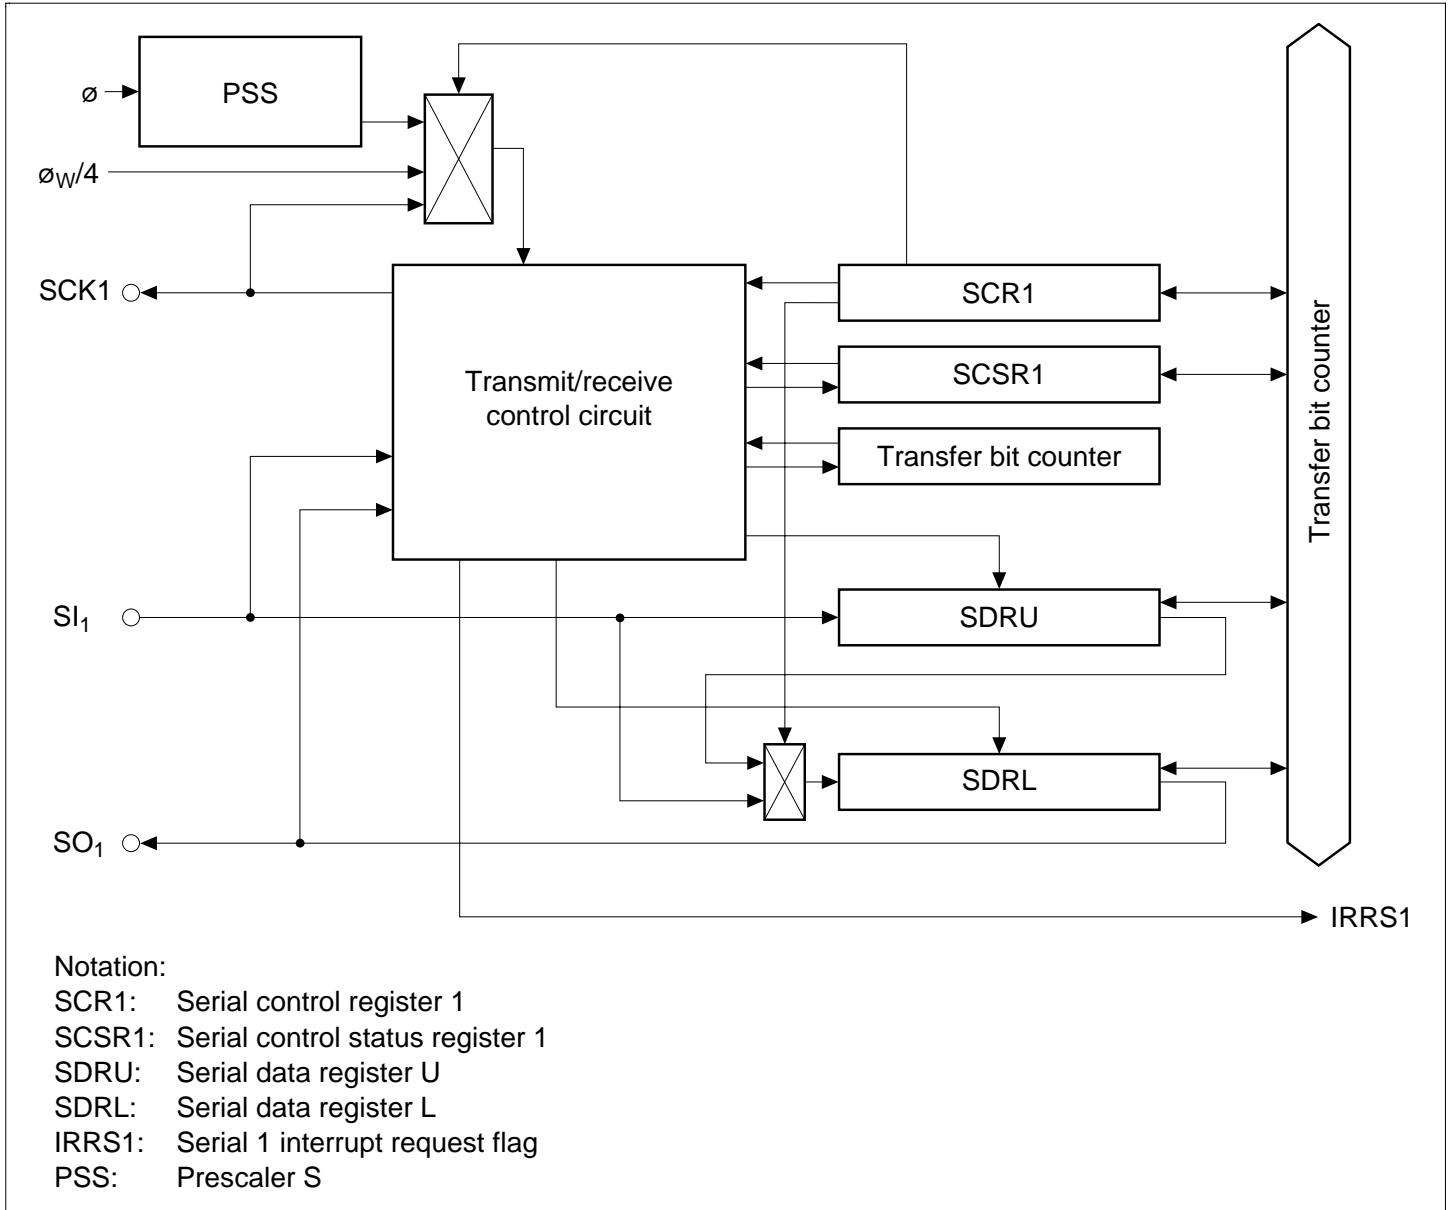 ø
PSS
øW/4
SCK1
SCR1
SCSR1
Transmit/receive
control circuit
Transfer bit counter
Transfer bit counter
SI1
SDRU
SDRL
SO1
IRRS1
Notation:
SCR1: Serial control register 1
SCSR1: Serial control status register 1
SDRU: Serial data register U
SDRL: Serial data register L
IRRS1: Serial 1 interrupt request flag
PSS: Prescaler S